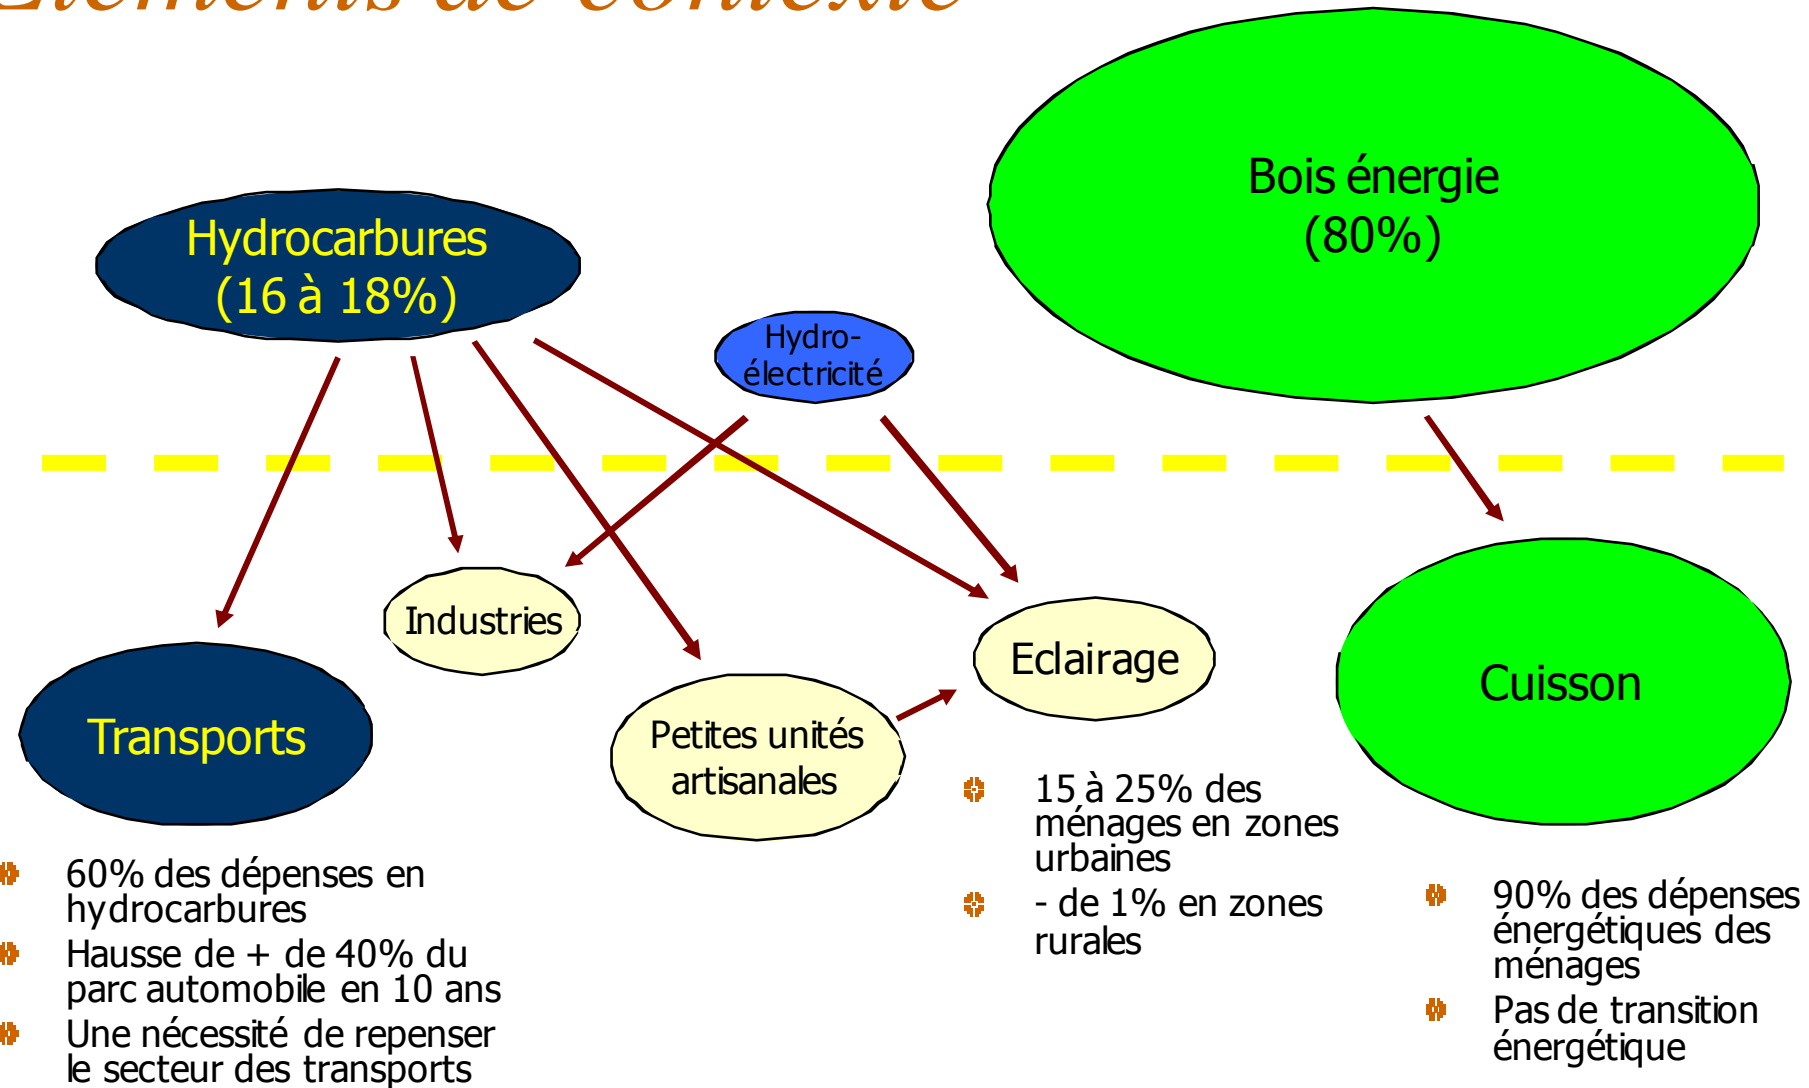 Eléments de contexte
Bois énergie
(80%)
Hydrocarbures
(16 à 18%)
Hydro-
électricité
Industries
Eclairage
Cuisson
Transports
Petites unités
artisanales
60% des dépenses en
hydrocarbures
Hausse de + de 40% du
parc automobile en 10 ans
Une nécessité de repenser
le secteur des transports
15 à 25% des
ménages en zones
urbaines
- de 1% en zones
rurales
90% des dépenses
énergétiques des
ménages
Pas de transition
énergétique